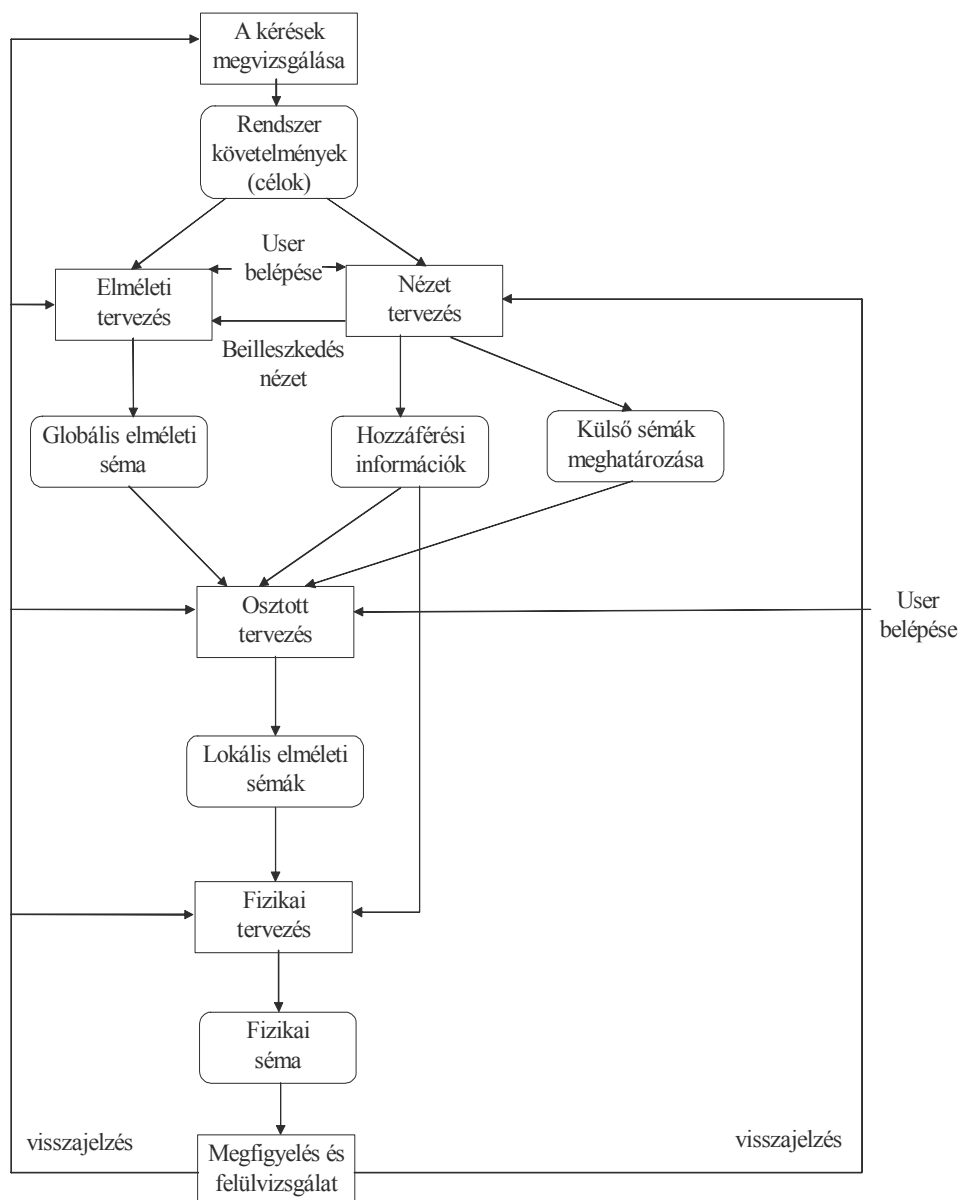 A kérések
megvizsgálása
Rendszer
követelmények
(célok)
User
belépése
Elméleti
tervezés
Nézet
tervezés
Beilleszkedés
nézet
Globális elméleti
séma
Hozzáférési
információk
Külső sémák
meghatározása
Osztott
tervezés
User
belépése
Lokális elméleti
sémák
Fizikai
tervezés
Fizikai
séma
visszajelzés
Megfigyelés és
felülvizsgálat
visszajelzés